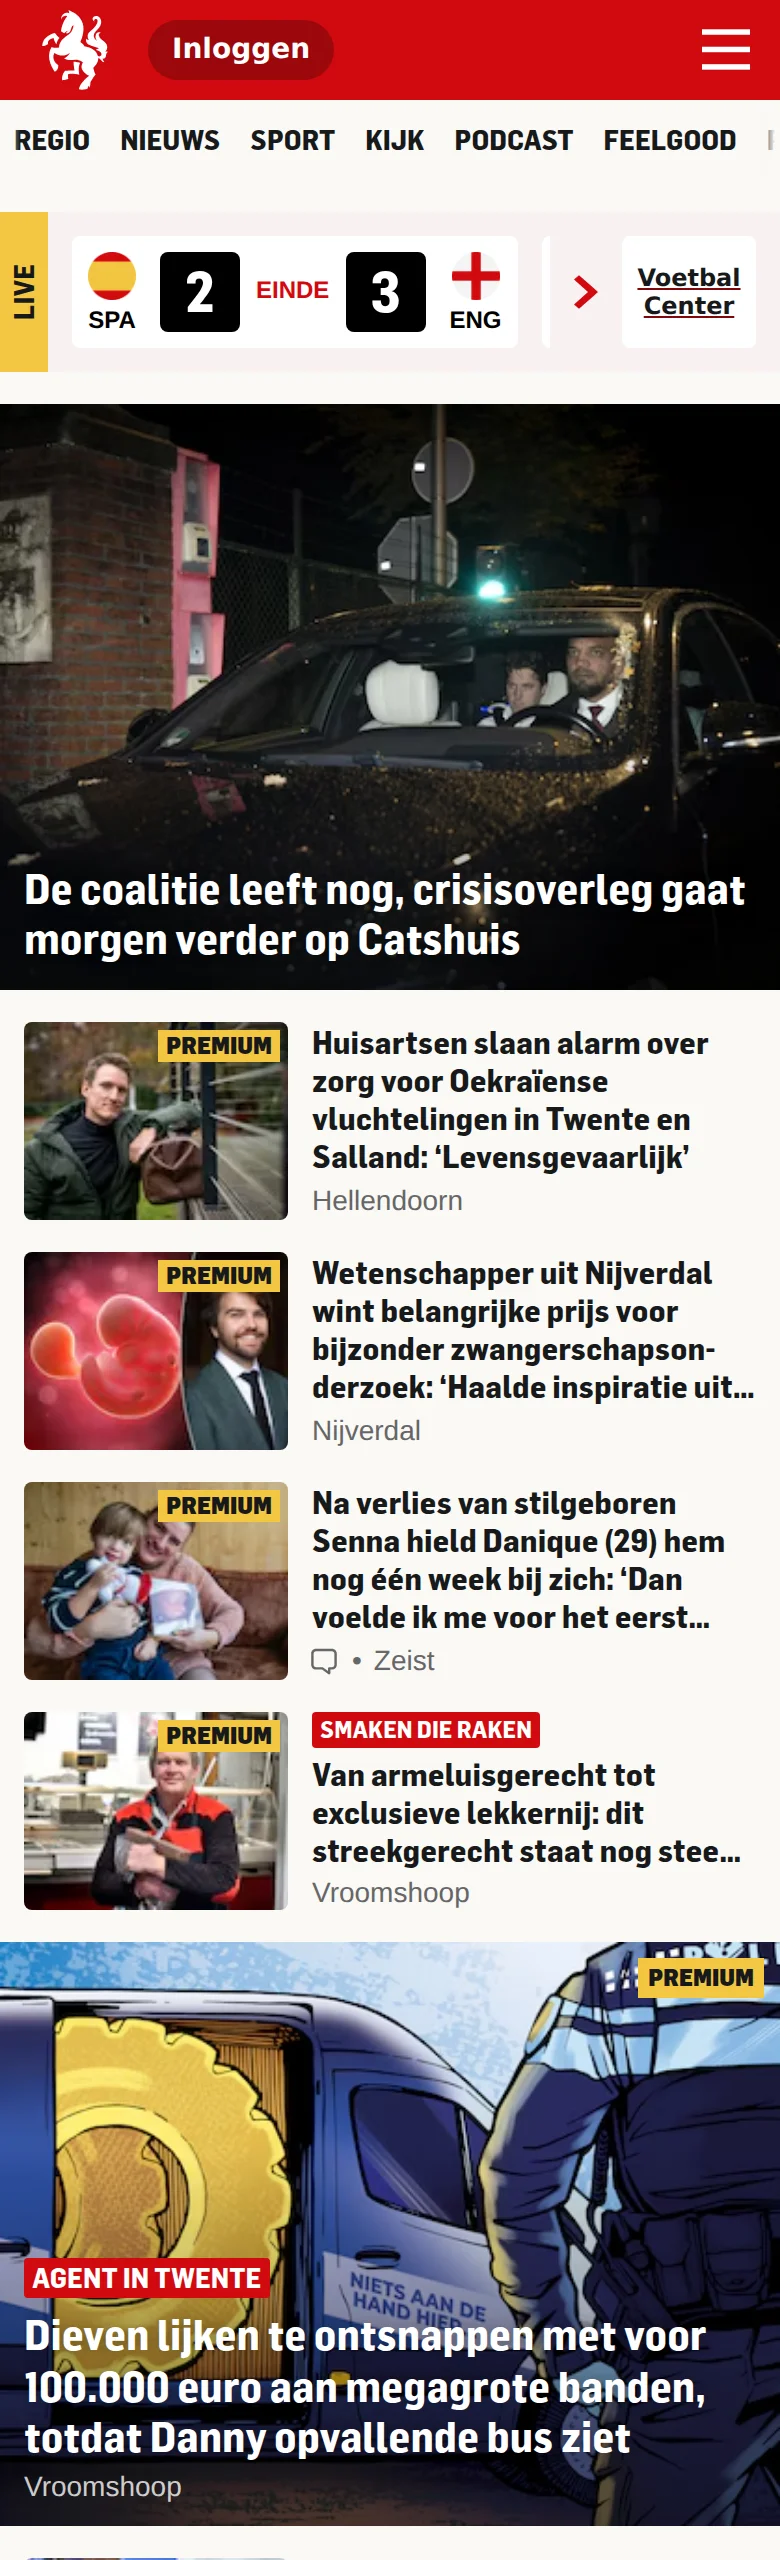 Inloggen
REGIO NIEUWS SPORT KIJK PODCAST FEELGOOD
LIVE
2 EINDE 3
SPA ENG
Voetbal
Center
De coalitie leeft nog, crisisoverleg gaat
morgen verder op Catshuis
PREMIUM
Huisartsen slaan alarm over
zorg voor Oekraïense
vluchtelingen in Twente en
Salland: ‘Levensgevaarlijk’
Hellendoorn
PREMIUM
Wetenschapper uit Nijverdal
wint belangrijke prijs voor
bijzonder zwangerschapson-
derzoek: ‘Haalde inspiratie uit...
Nijverdal
PREMIUM
Na verlies van stilgeboren
Senna hield Danique (29) hem
nog één week bij zich: ‘Dan
voelde ik me voor het eerst...
• Zeist
PREMIUM
SMAKEN DIE RAKEN
Van armeluisgerecht tot
exclusieve lekkernij: dit
streekgerecht staat nog stee...
Vroomshoop
PREMIUM
NIETS AAN DE
HAND HIER
AGENT IN TWENTE
Dieven lijken te ontsnappen met voor
100.000 euro aan megagrote banden,
totdat Danny opvallende bus ziet
Vroomshoop